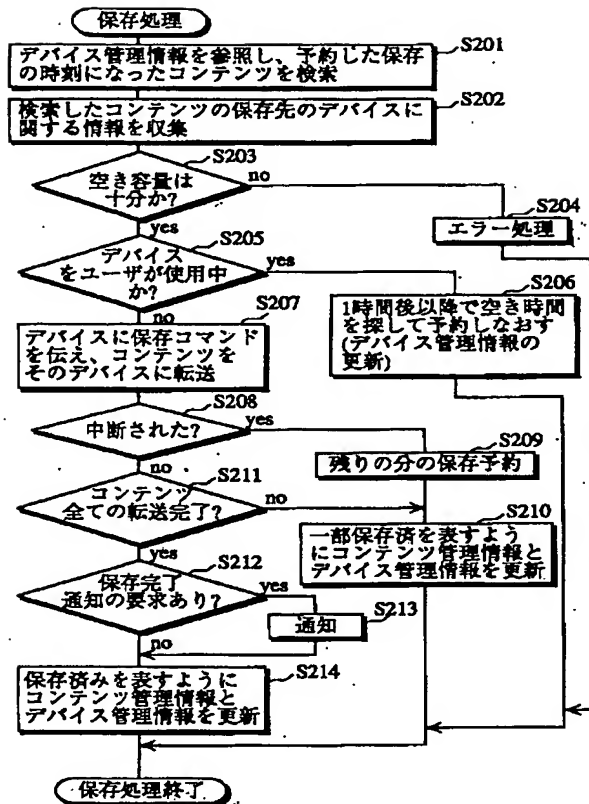 保存処理
S201
デバイス管理情報を参照し、予約した保存
の時刻になったコンテンツを検索
S202
検索したコンテンツの保存先のデバイスに
関する情報を収集
S203
空き容量は
十分か?
no
yes
S204
エラー処理
S205
デバイス
をユーザが使用中
か?
yes
no
S206
1時間後以降で空き時間
を探して予約しなおす
(デバイス管理情報の
更新)
S207
デバイスに保存コマンド
を伝え、コンテンツを
そのデバイスに転送
S208
中断された?
yes
no
S209
残りの分の保存予約
S211
コンテンツ
全ての転送完了?
no
yes
S210
一部保存済を表すよう
にコンテンツ管理情報と
デバイス管理情報を更新
S212
保存完了
通知の要求あり?
yes
no
S213
通知
S214
保存済みを表すように
コンテンツ管理情報と
デバイス管理情報を更新
保存処理終了